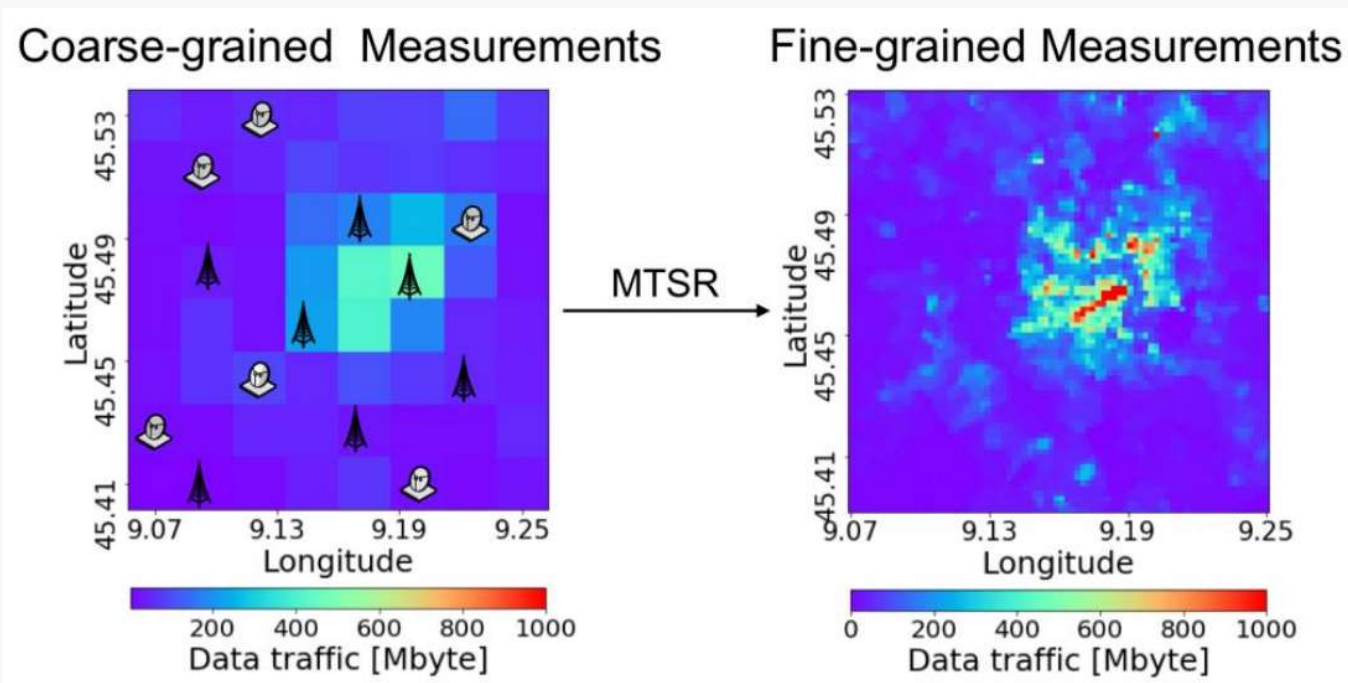 Coarse-grained Measurements
Fine-grained Measurements
Latitude
45.53
45.49
45.45
45.41
9.07 9.13 9.19 9.25
Longitude
200 400 600 800 1000
Data traffic [Mbyte]
MTSR
Latitude
45.53
45.49
45.45
45.41
9.07 9.13 9.19 9.25
Longitude
0 200 400 600 800 1000
Data traffic [Mbyte]